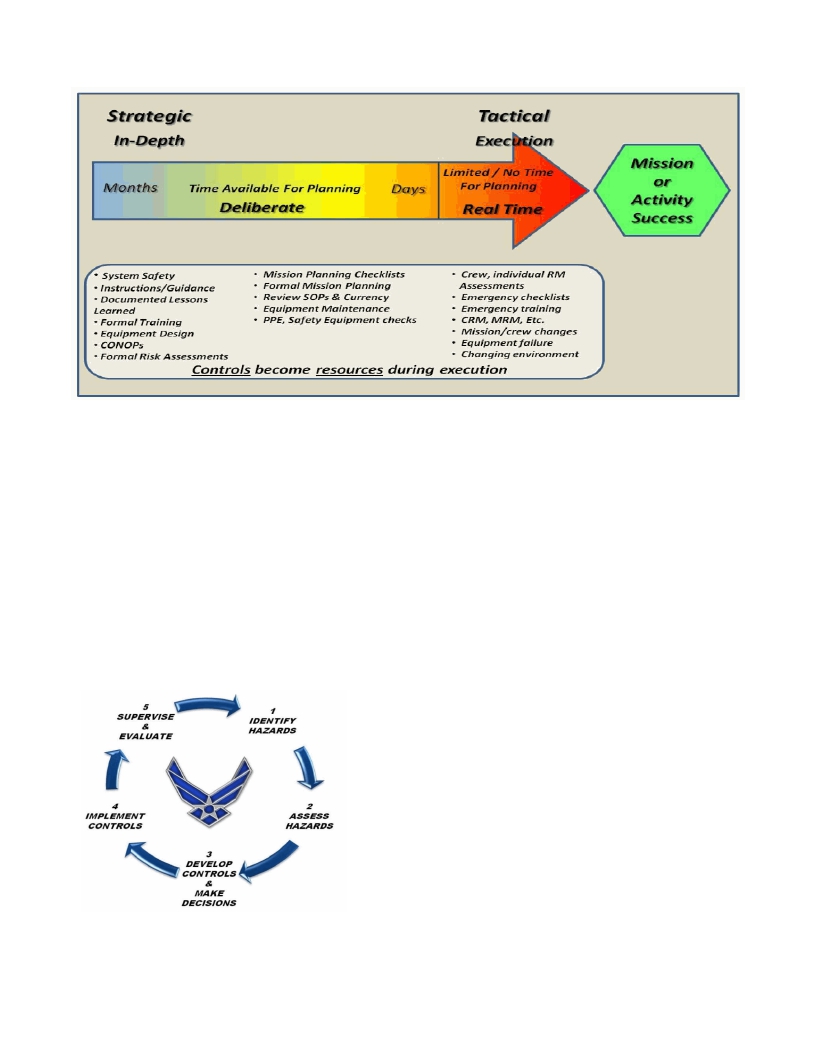 Strategic
In-Depth
Tactical
Execution
Months
Time Available For Planning
Days
Deliberate
Limited / No Time
For Planning
Real Time
Mission
or
Activity
Success
• System Safety
• Instructions/Guidance
• Documented Lessons
Learned
• Formal Training
• Equipment Design
• CONOPs
• Formal Risk Assessments
• Mission Planning Checklists
• Formal Mission Planning
• Review SOPs & Currency
• Equipment Maintenance
• PPE, Safety Equipment checks
• Crew, individual RM
Assessments
• Emergency checklists
• Emergency training
• CRM, MRM, Etc.
• Mission/crew changes
• Equipment failure
• Changing environment
Controls become resources during execution
1
IDENTIFY
HAZARDS
2
ASSESS
HAZARDS
3
DEVELOP
CONTROLS
&
MAKE
DECISIONS
4
IMPLEMENT
CONTROLS
5
SUPERVISE
&
EVALUATE